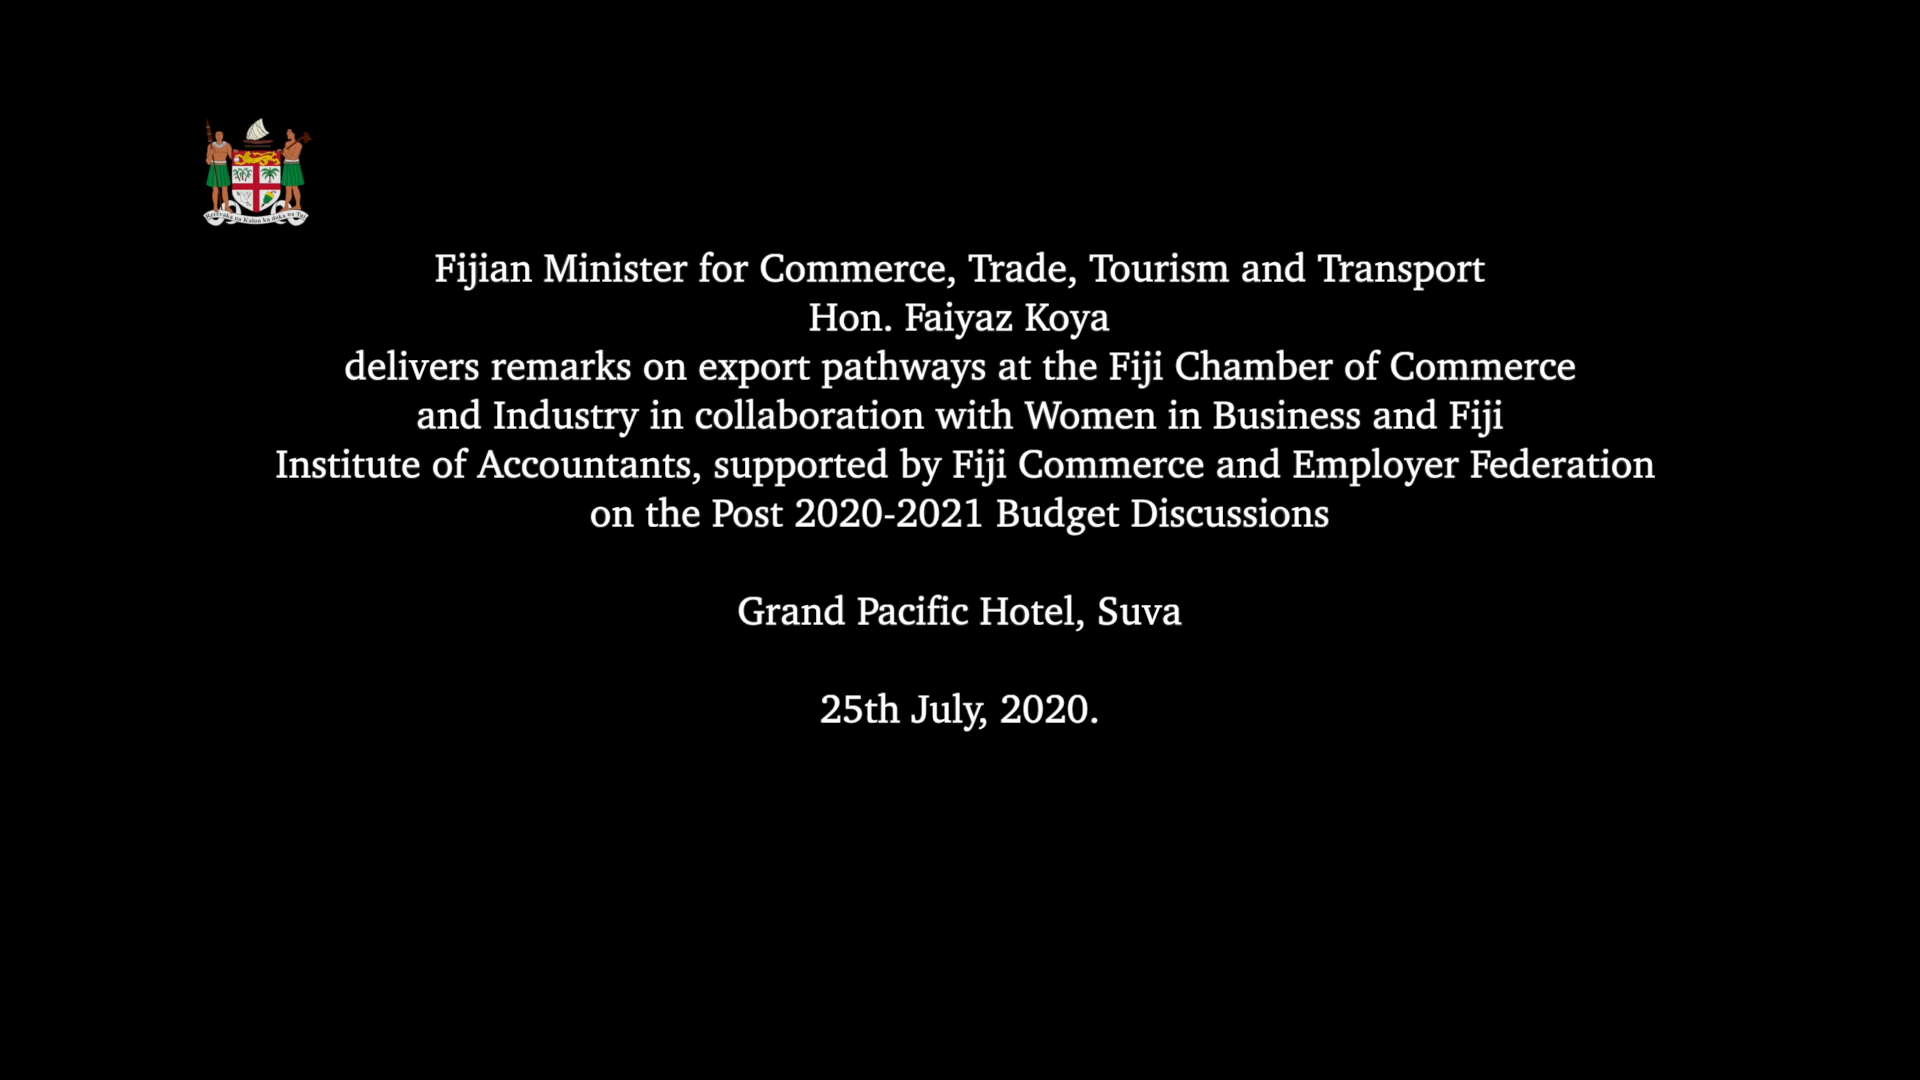 Fijian Minister for Commerce, Trade, Tourism and Transport
Hon. Faiyaz Koya
delivers remarks on export pathways at the Fiji Chamber of Commerce
and Industry in collaboration with Women in Business and Fiji
Institute of Accountants, supported by Fiji Commerce and Employer Federation
on the Post 2020-2021 Budget Discussions
Grand Pacific Hotel, Suva
25th July, 2020.